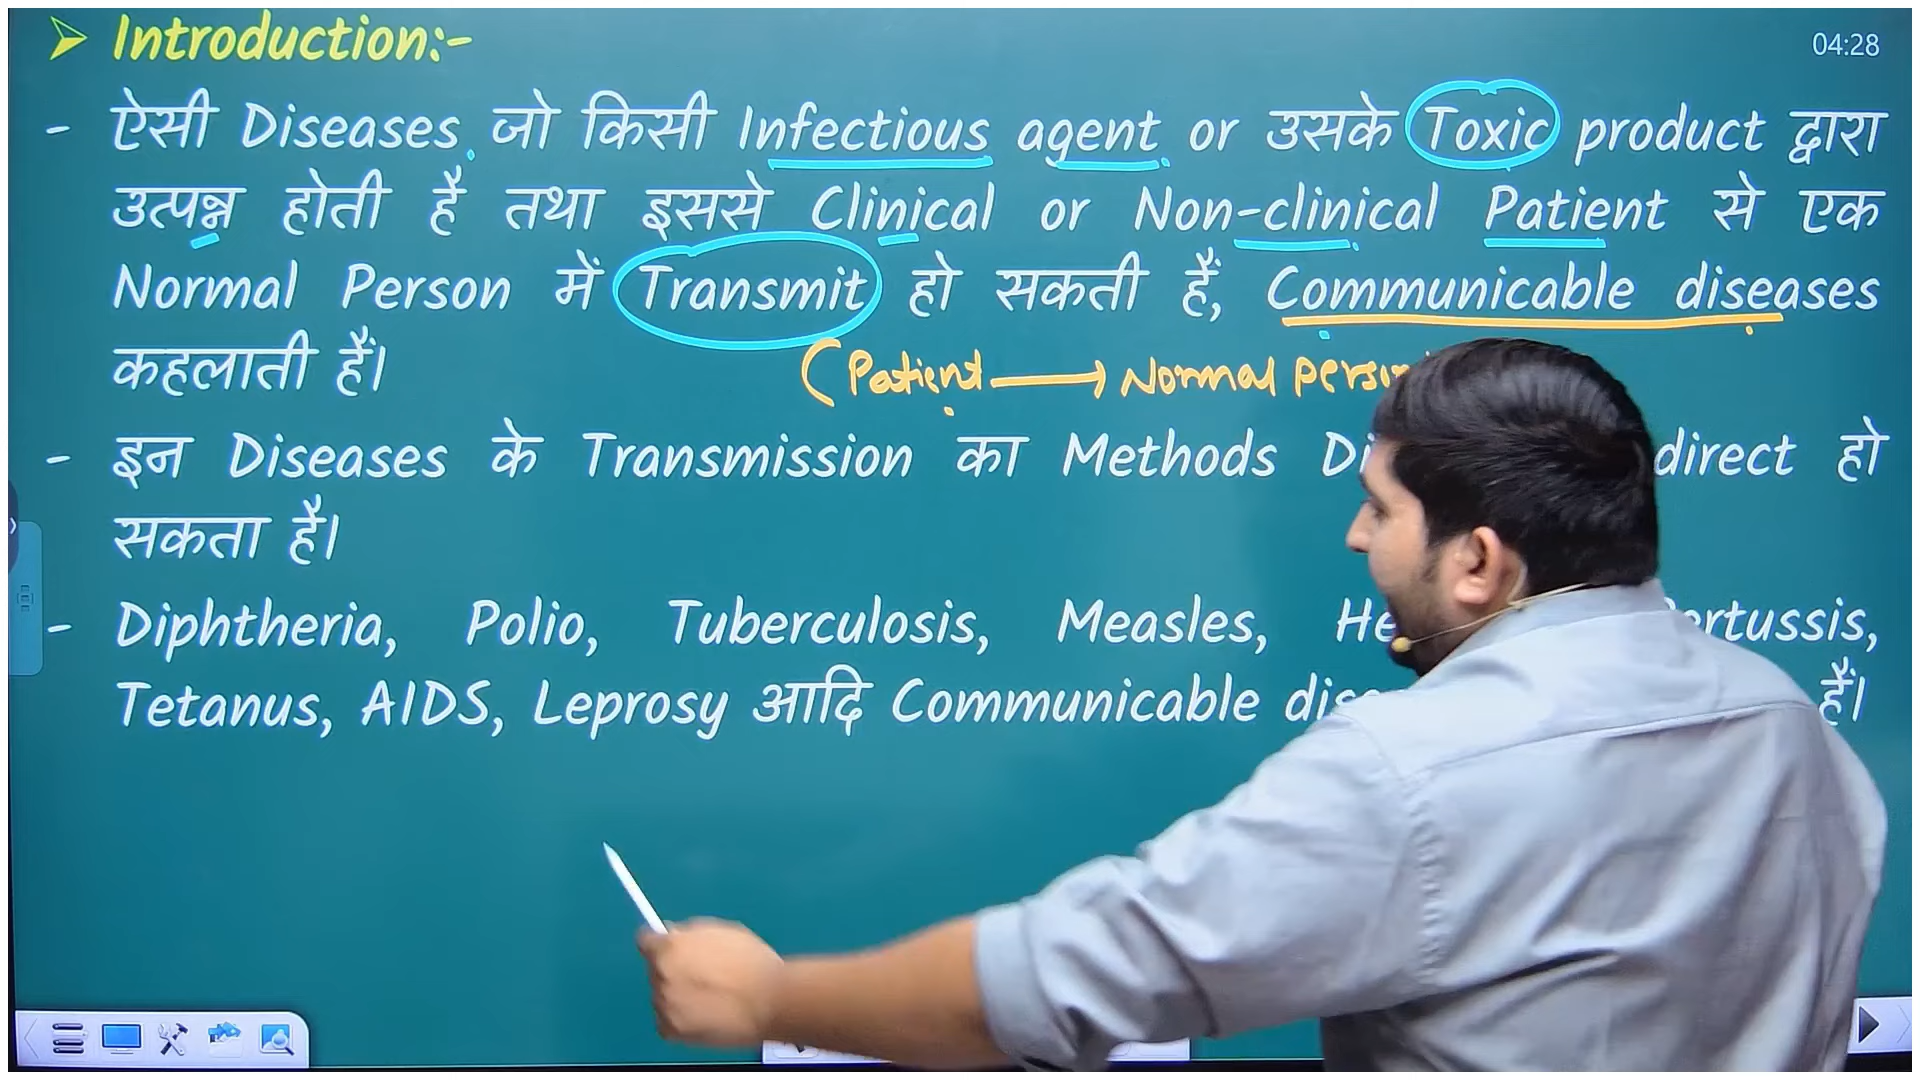 ➤ Introduction:-
04:28
- ऐसी Diseases जो किसी Infectious agent or उसके Toxic product द्वारा
उत्पन्न होती है तथा इससे Clinical or Non-clinical Patient से एक
Normal Person में Transmit हो सकती हैं, Communicable diseases
कहलाती हैं।
(Patient → Normal
- इन Diseases के Transmission का Methods हो
सकता है।
- Diphtheria, Polio, Tuberculosis, Measles,
Tetanus, AIDS, Leprosy आदि Communicable हैं।